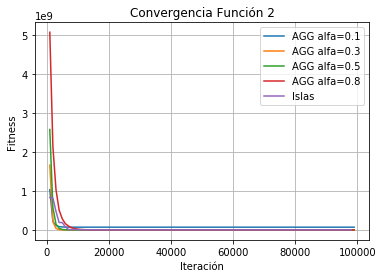 Convergencia Función 2
1e9
AGG alfa=0.1
AGG alfa=0.3
AGG alfa=0.5
AGG alfa=0.8
Islas
Fitness
5
4
3
2
1
0
0 20000 40000 60000 80000 100000
Iteración